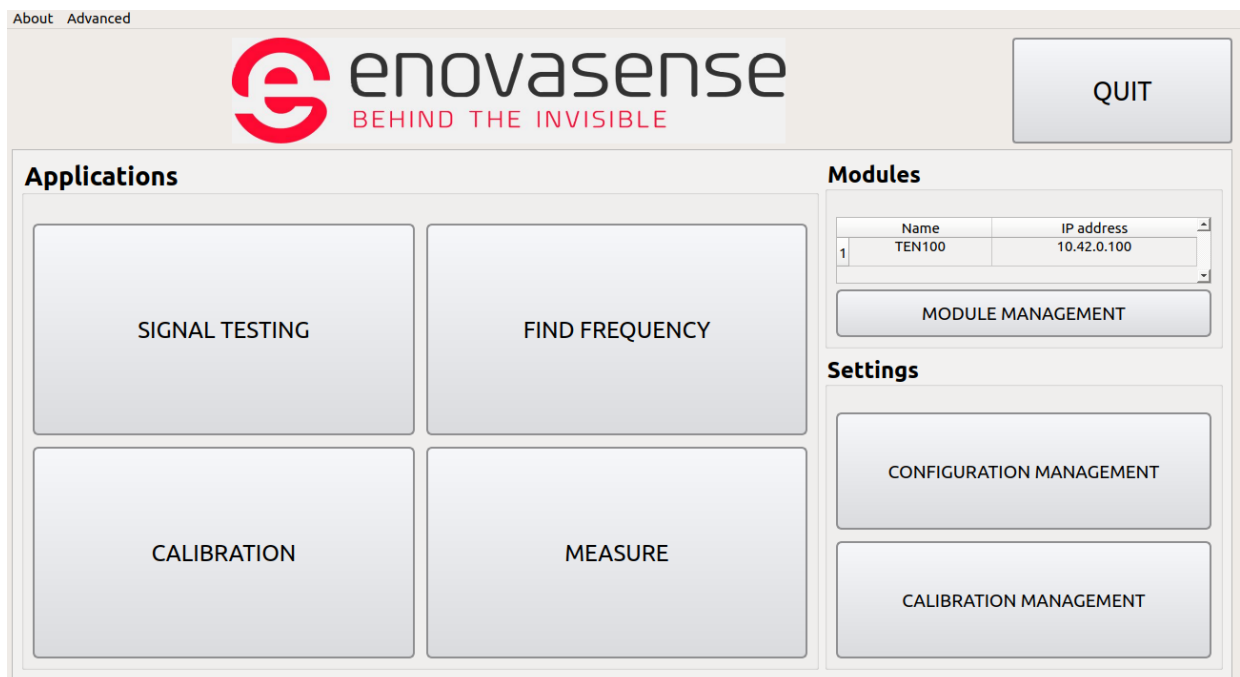 About Advanced
enovasense
BEHIND THE INVISIBLE
QUIT
Applications
SIGNAL TESTING
FIND FREQUENCY
CALIBRATION
MEASURE
Modules
Name IP address
1 TEN100 10.42.0.100
MODULE MANAGEMENT
Settings
CONFIGURATION MANAGEMENT
CALIBRATION MANAGEMENT